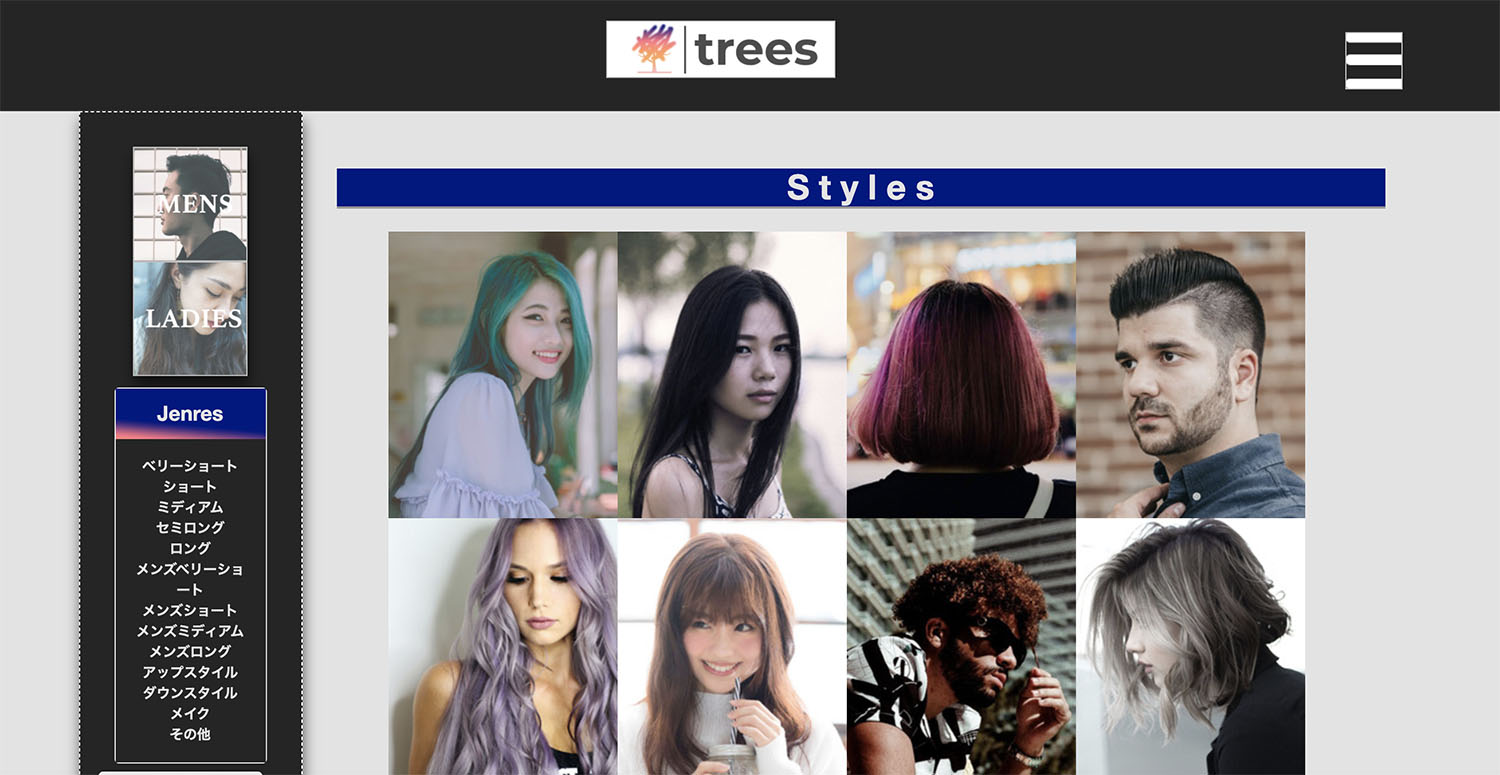 trees
MENS
LADIES
Jenres
ベリーショート
ショート
ミディアム
セミロング
ロング
メンズベリーショ
ート
メンズショート
メンズミディアム
メンズロング
アップスタイル
ダウンスタイル
メイク
その他
Styles